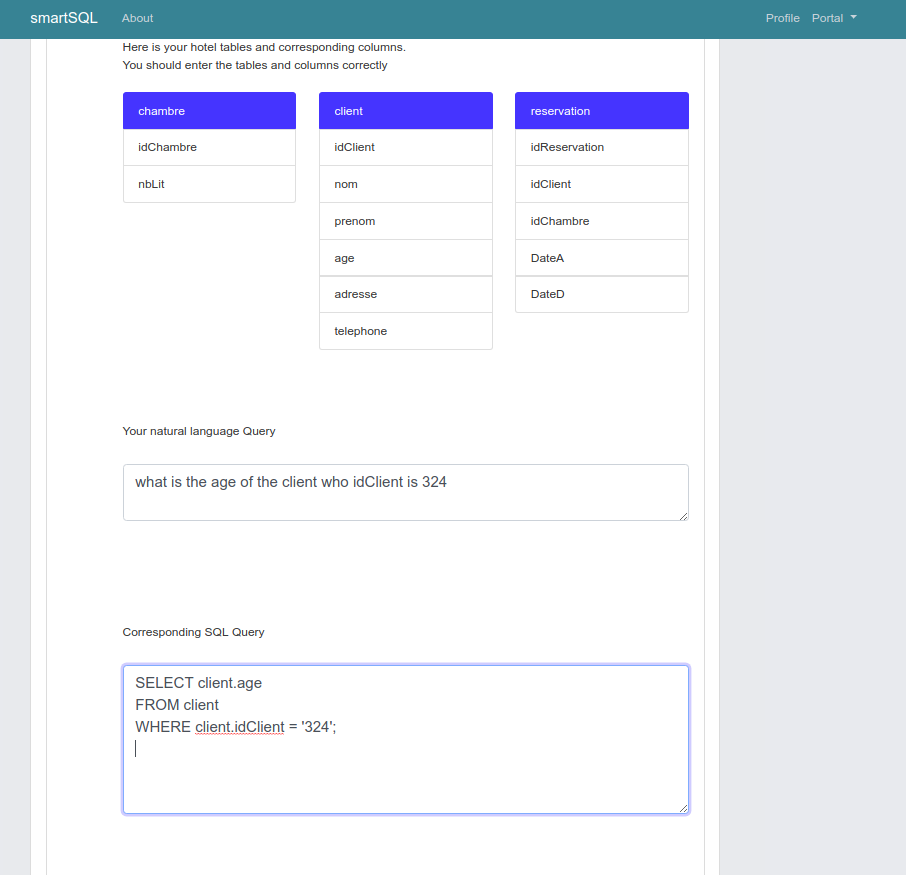 smartSQL About Profile Portal
Here is your hotel tables and corresponding columns.
You should enter the tables and columns correctly
chambre client reservation
idChambre idClient idReservation
nbLit nom idClient
prenom idChambre
age DateA
adresse DateD
telephone
Your natural language Query
what is the age of the client who idClient is 324
Corresponding SQL Query
SELECT client.age
FROM client
WHERE client.idClient = '324';